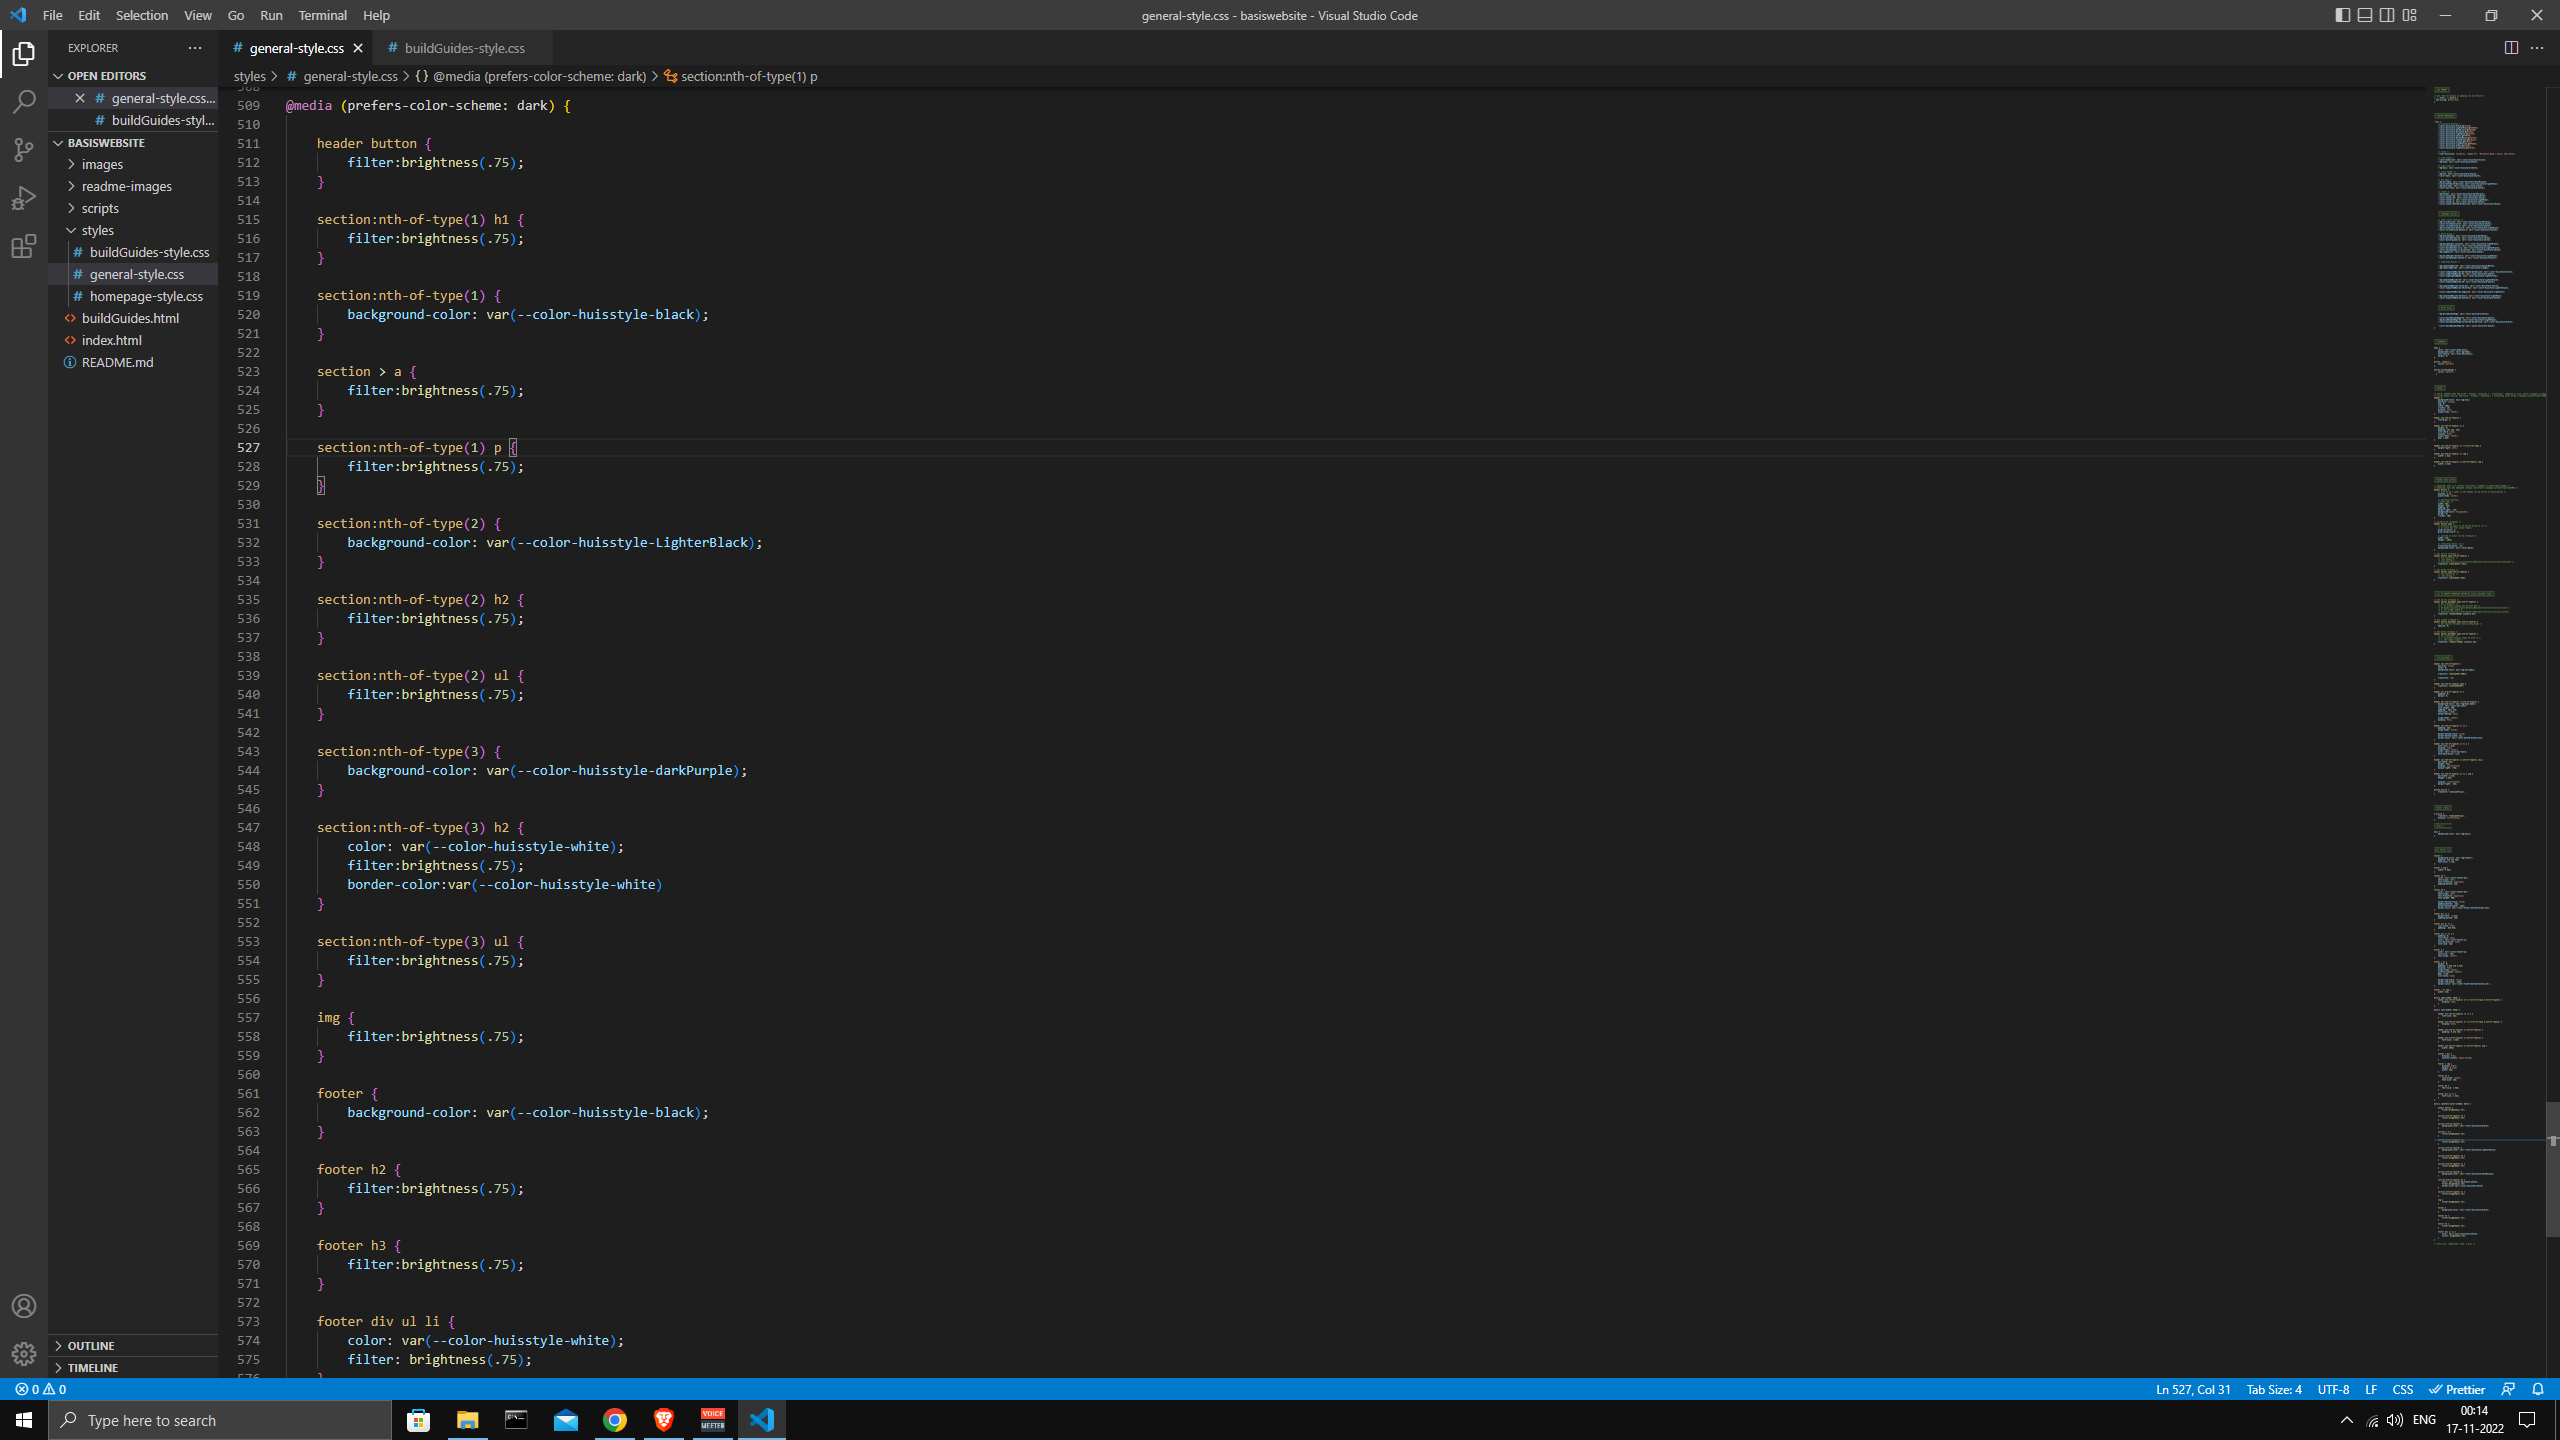 File Edit Selection View Go Run Terminal Help
general-style.css - basiswebsite - Visual Studio Code
EXPLORER
OPEN EDITORS
general-style.css...
buildGuides-styl...
BASISWEBSITE
images
readme-images
scripts
styles
# buildGuides-style.css
# general-style.css
# homepage-style.css
<> buildGuides.html
<> index.html
README.md
OUTLINE
TIMELINE
# general-style.css
# buildGuides-style.css
styles > # general-style.css > {} @media (prefers-color-scheme: dark) > section:nth-of-type(1) p
508
509 @media (prefers-color-scheme: dark) {
510
511 header button {
512 filter:brightness(.75);
513 }
514
515 section:nth-of-type(1) h1 {
516 filter:brightness(.75);
517 }
518
519 section:nth-of-type(1) {
520 background-color: var(--color-huisstyle-black);
521 }
522
523 section > a {
524 filter:brightness(.75);
525 }
526
527 section:nth-of-type(1) p {
528 filter:brightness(.75);
529 }
530
531 section:nth-of-type(2) {
532 background-color: var(--color-huisstyle-LighterBlack);
533 }
534
535 section:nth-of-type(2) h2 {
536 filter:brightness(.75);
537 }
538
539 section:nth-of-type(2) ul {
540 filter:brightness(.75);
541 }
542
543 section:nth-of-type(3) {
544 background-color: var(--color-huisstyle-darkPurple);
545 }
546
547 section:nth-of-type(3) h2 {
548 color: var(--color-huisstyle-white);
549 filter:brightness(.75);
550 border-color:var(--color-huisstyle-white)
551 }
552
553 section:nth-of-type(3) ul {
554 filter:brightness(.75);
555 }
556
557 img {
558 filter:brightness(.75);
559 }
560
561 footer {
562 background-color: var(--color-huisstyle-black);
563 }
564
565 footer h2 {
566 filter:brightness(.75);
567 }
568
569 footer h3 {
570 filter:brightness(.75);
571 }
572
573 footer div ul li {
574 color: var(--color-huisstyle-white);
575 filter: brightness(.75);
576 }
0 0
Ln 527, Col 31 Tab Size: 4 UTF-8 LF CSS Prettier
Type here to search
VOICE
MEETER
ENG
00:14
17-11-2022